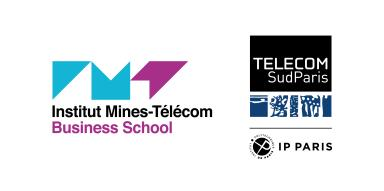 Institut Mines-Télécom
Business School
TELECOM
SudParis
IP PARIS